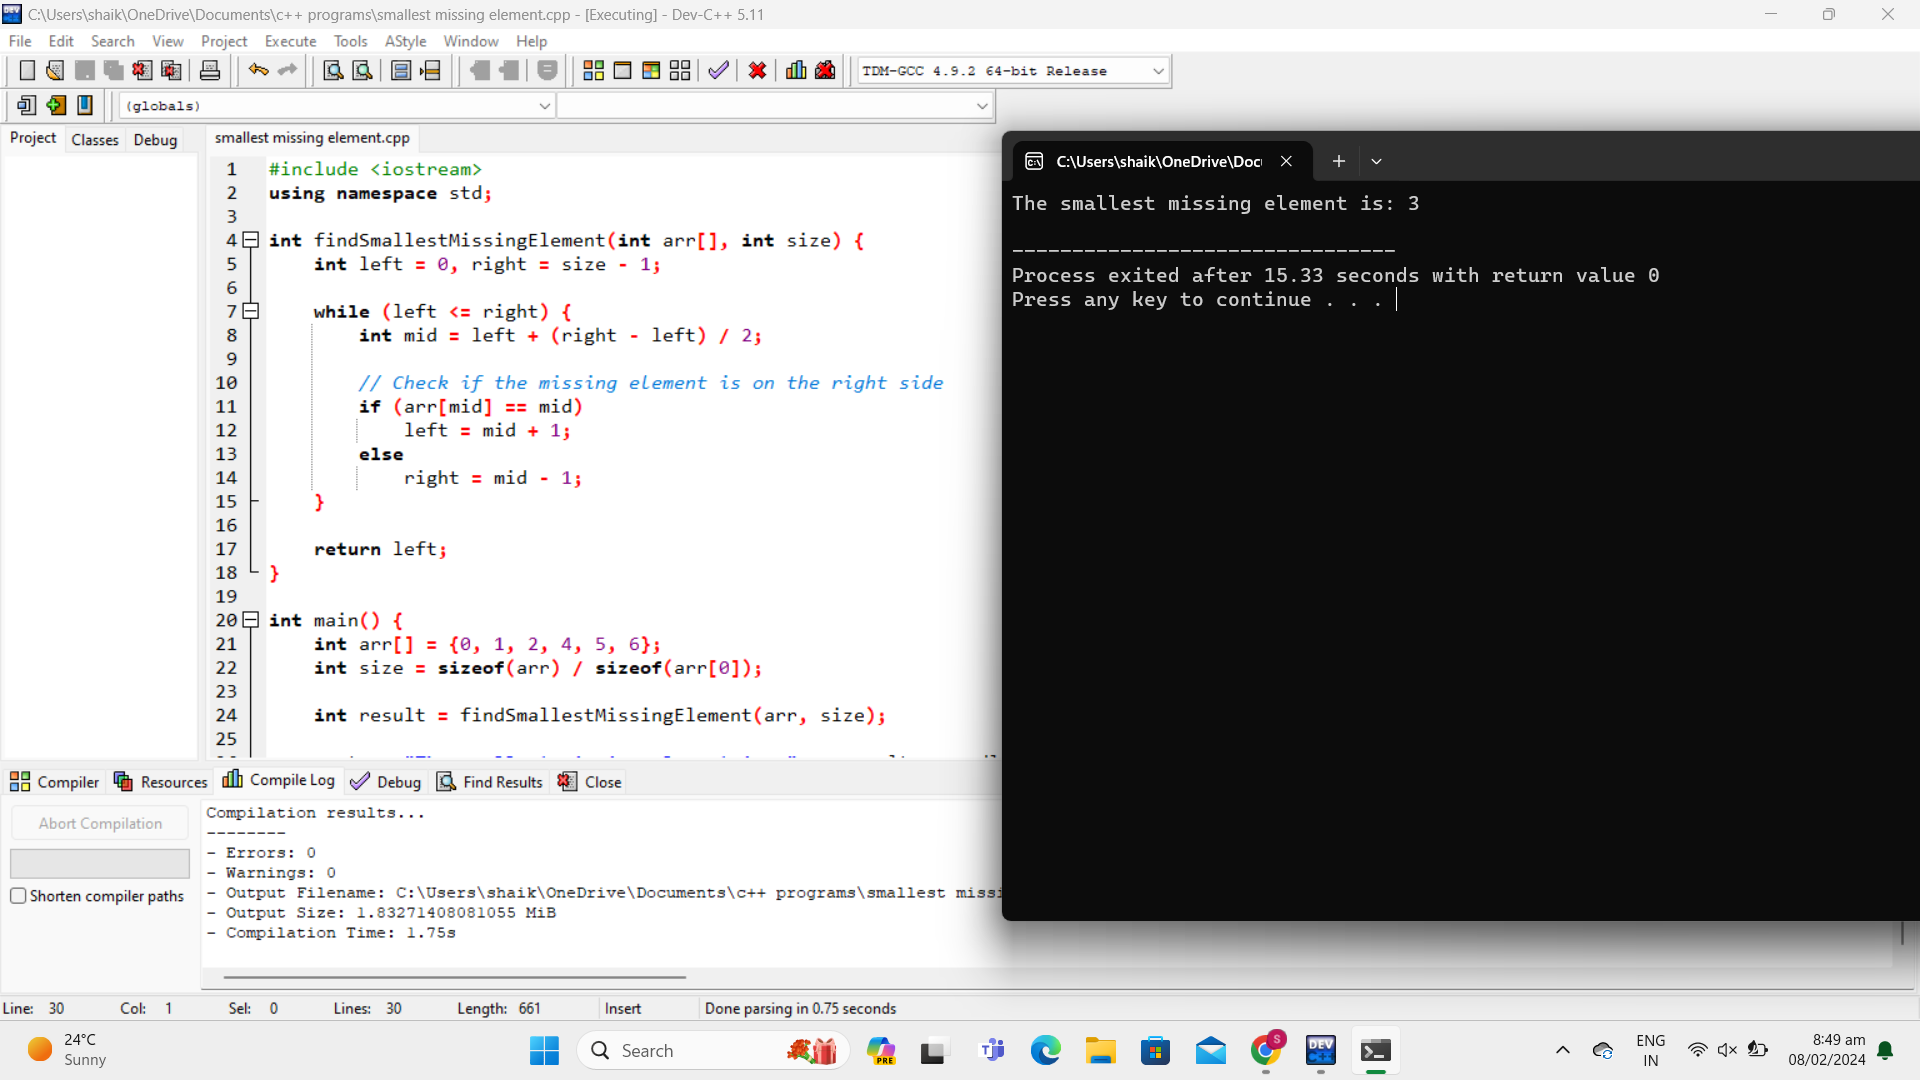 C:\Users\shaik\OneDrive\Documents\c++ programs\smallest missing element.cpp - [Executing] - Dev-C++ 5.11
File Edit Search View Project Execute Tools AStyle Window Help
TDM-GCC 4.9.2 64-bit Release
(globals)
Project Classes Debug
smallest missing element.cpp
1 #include <iostream>
2 using namespace std;
3
4 int findSmallestMissingElement(int arr[], int size) {
5 int left = 0, right = size - 1;
6
7 while (left <= right) {
8 int mid = left + (right - left) / 2;
9
10 // Check if the missing element is on the right side
11 if (arr[mid] == mid)
12 left = mid + 1;
13 else
14 right = mid - 1;
15 }
16
17 return left;
18 }
19
20 int main() {
21 int arr[] = {0, 1, 2, 4, 5, 6};
22 int size = sizeof(arr) / sizeof(arr[0]);
23
24 int result = findSmallestMissingElement(arr, size);
25
C:\Users\shaik\OneDrive\Doc
The smallest missing element is: 3
--------------------------------
Process exited after 15.33 seconds with return value 0
Press any key to continue . . .
Compiler Resources Compile Log Debug Find Results Close
Abort Compilation
Shorten compiler paths
Compilation results...
--------
- Errors: 0
- Warnings: 0
- Output Filename: C:\Users\shaik\OneDrive\Documents\c++ programs\smallest missi
- Output Size: 1.83271408081055 MiB
- Compilation Time: 1.75s
Line: 30 Col: 1 Sel: 0 Lines: 30 Length: 661 Insert Done parsing in 0.75 seconds
24°C
Sunny
Search
PRE
S
DEV
ENG
IN
8:49 am
08/02/2024